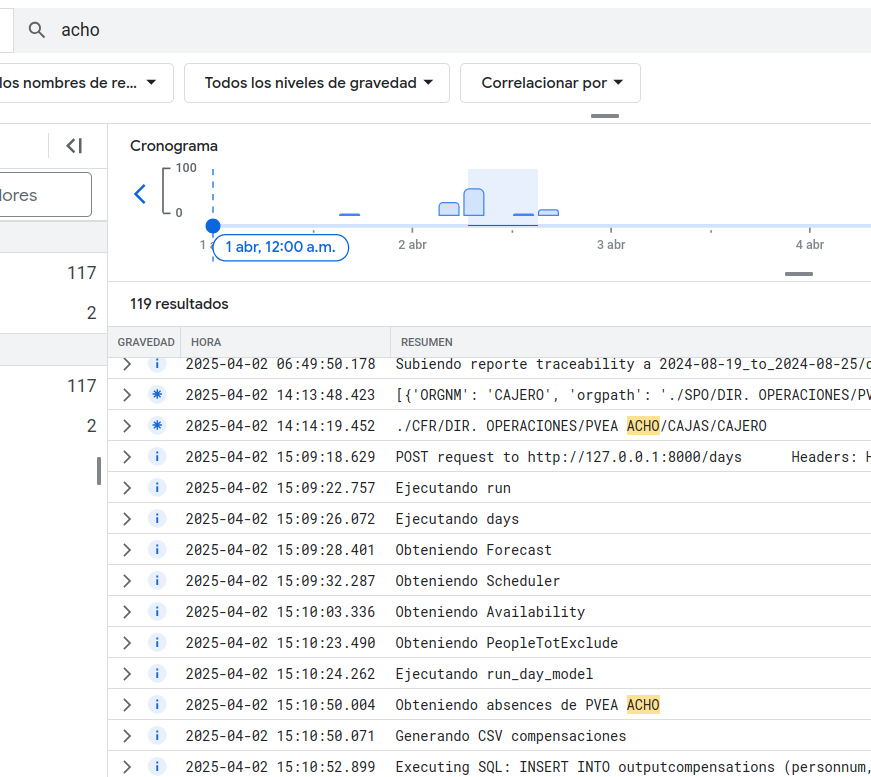 acho
los nombres de re... Todos los niveles de gravedad Correlacionar por
Cronograma
100
0
lores
1 abr, 12:00 a.m.
2 abr 3 abr 4 abr
117
2
117
2
119 resultados
GRAVEDAD HORA RESUMEN
2025-04-02 06:49:50.178 Subiendo reporte traceability a 2024-08-19_to_2024-08-25/
2025-04-02 14:13:48.423 [{'ORGNM': 'CAJERO', 'orgpath': './SPO/DIR. OPERACIONES/PV
2025-04-02 14:14:19.452 ./CFR/DIR. OPERACIONES/PVEA ACHO/CAJAS/CAJERO
2025-04-02 15:09:18.629 POST request to http://127.0.0.1:8000/days Headers: H
2025-04-02 15:09:22.757 Ejecutando run
2025-04-02 15:09:26.072 Ejecutando days
2025-04-02 15:09:28.401 Obteniendo Forecast
2025-04-02 15:09:32.287 Obteniendo Scheduler
2025-04-02 15:10:03.336 Obteniendo Availability
2025-04-02 15:10:23.490 Obteniendo PeopleTotExclude
2025-04-02 15:10:24.262 Ejecutando run_day_model
2025-04-02 15:10:50.004 Obteniendo absences de PVEA ACHO
2025-04-02 15:10:50.071 Generando CSV compensaciones
2025-04-02 15:10:52.899 Executing SQL: INSERT INTO outputcompensations (personnum,